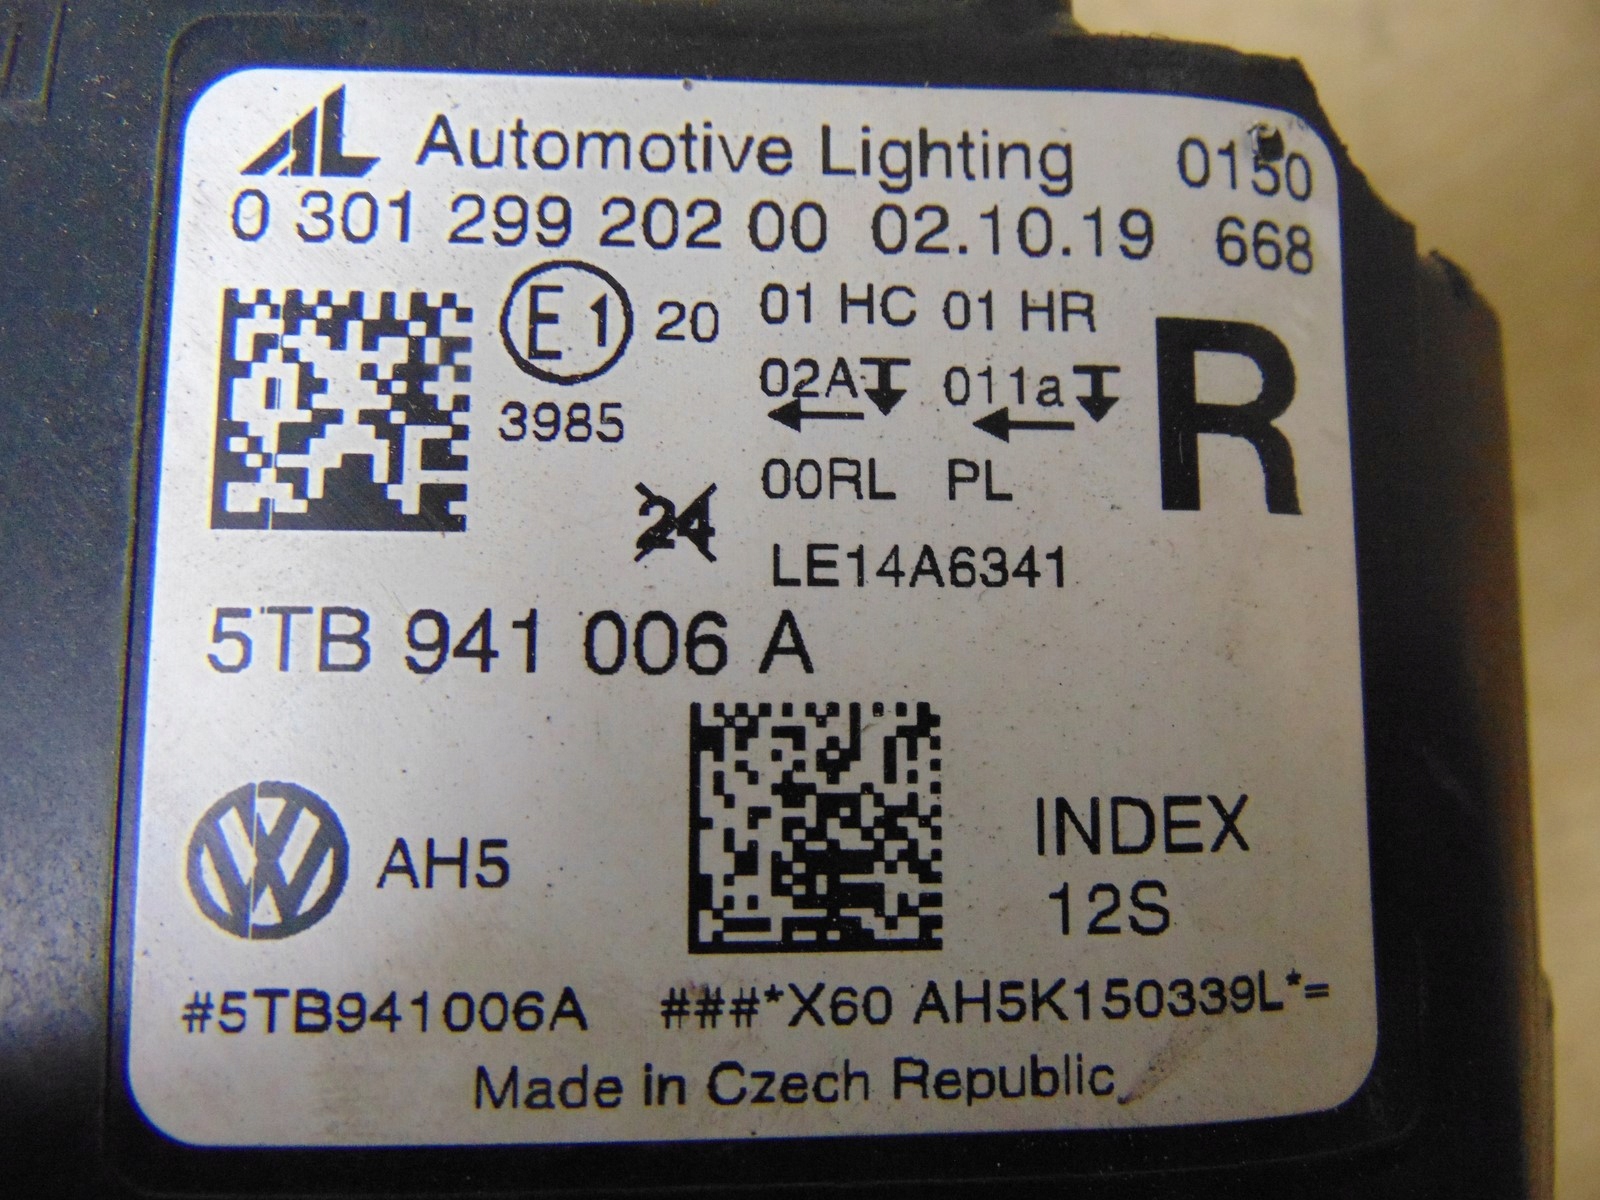 AL Automotive Lighting 0150
0 301 299 202 00 02.10.19 668
E1 20 01 HC 01 HR R
02A 011a
3985
00RL PL
24
LE14A6341
5TB 941 006 A
VW AH5
INDEX
12S
#5TB941006A ###*X60 AH5K150339L*=
Made in Czech Republic